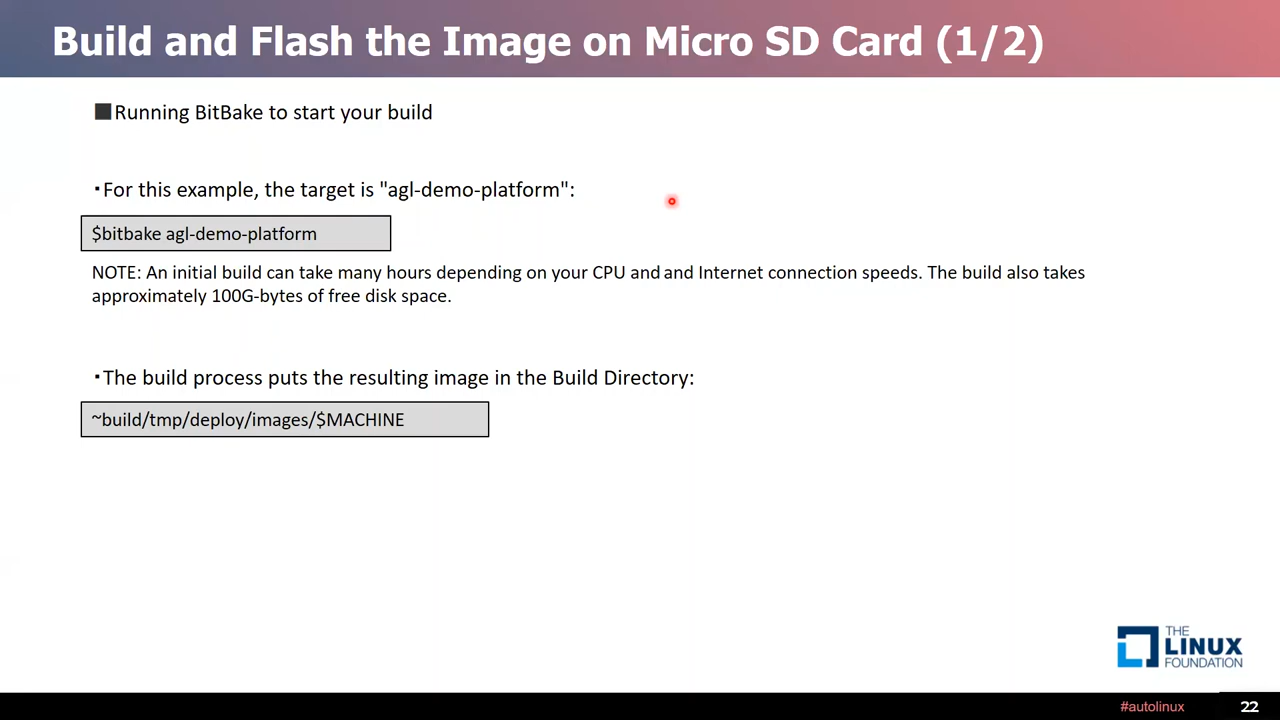 Build and Flash the Image on Micro SD Card (1/2)
■Running BitBake to start your build
・For this example, the target is "agl-demo-platform":
$bitbake agl-demo-platform
NOTE: An initial build can take many hours depending on your CPU and and Internet connection speeds. The build also takes
approximately 100G-bytes of free disk space.
・The build process puts the resulting image in the Build Directory:
~build/tmp/deploy/images/$MACHINE
THE
LINUX
FOUNDATION
#autolinux
22